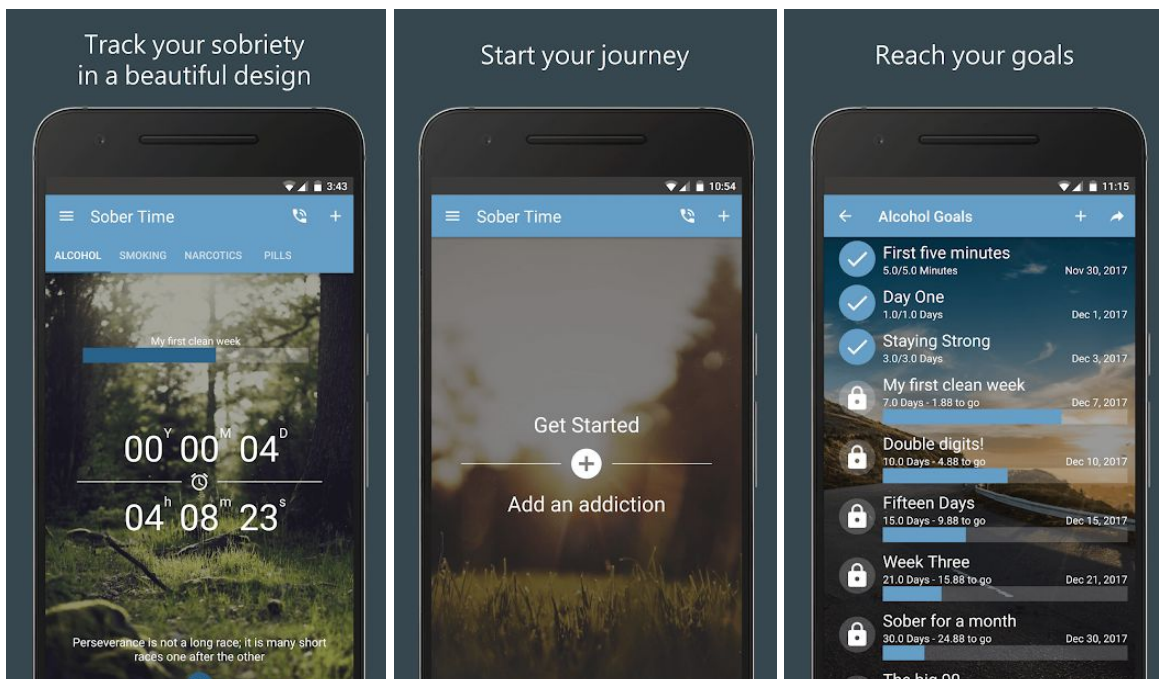 Track your sobriety
in a beautiful design
3:43
Sober Time
ALCOHOL SMOKING NARCOTICS PILLS
My first clean week
00 Y 00 M 04 D
04 h 08 m 23 s
Perseverance is not a long race; it is many short
races one after the other
Start your journey
10:54
Sober Time
Get Started
Add an addiction
Reach your goals
11:15
Alcohol Goals
First five minutes
5.0/5.0 Minutes Nov 30, 2017
Day One
1.0/1.0 Days Dec 1, 2017
Staying Strong
3.0/3.0 Days Dec 3, 2017
My first clean week
7.0 Days - 1.88 to go Dec 7, 2017
Double digits!
10.0 Days - 4.88 to go Dec 10, 2017
Fifteen Days
15.0 Days - 9.88 to go Dec 15, 2017
Week Three
21.0 Days - 15.88 to go Dec 21, 2017
Sober for a month
30.0 Days - 24.88 to go Dec 30, 2017
The big